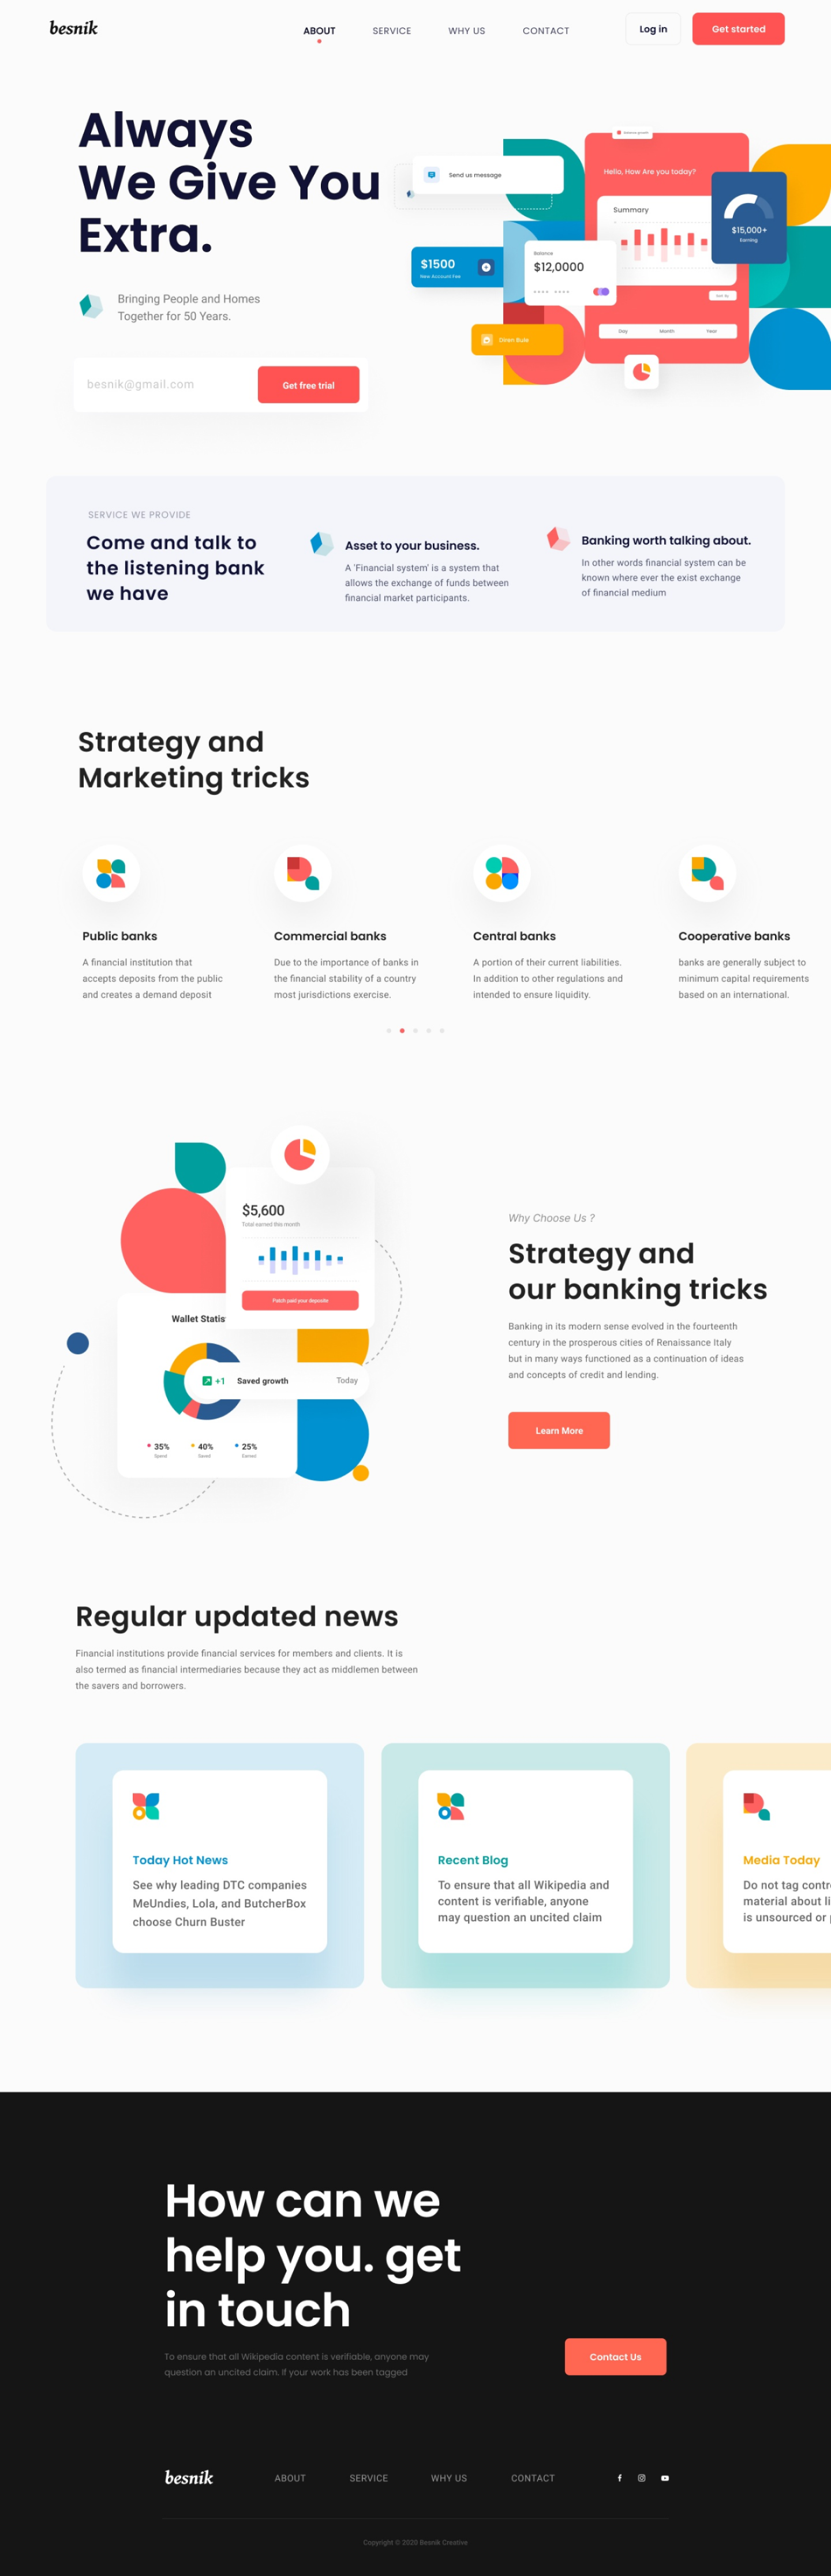 besnik
ABOUT
SERVICE
WHY US
CONTACT
Log in
Get started
Always
We Give You
Extra.
Bringing People and Homes
Together for 50 Years.
besnik@gmail.com
Get free trial
Send us message
Hello, How Are you today?
Summary
$15,000+
Earning
$1500
New Account Fee
Balance
$12,0000
Day
Month
Year
SERVICE WE PROVIDE
Come and talk to
the listening bank
we have
Asset to your business.
A 'Financial system' is a system that
allows the exchange of funds between
financial market participants.
Banking worth talking about.
In other words financial system can be
known where ever the exist exchange
of financial medium
Strategy and
Marketing tricks
Public banks
A financial institution that
accepts deposits from the public
and creates a demand deposit
Commercial banks
Due to the importance of banks in
the financial stability of a country
most jurisdictions exercise.
Central banks
A portion of their current liabilities.
In addition to other regulations and
intended to ensure liquidity.
Cooperative banks
banks are generally subject to
minimum capital requirements
based on an international.
$5,600
Total earned this month
Patrit paid your deposite
Wallet Statis
+1
Saved growth
Today
35%
Spend
40%
Saved
25%
Earned
Why Choose Us ?
Strategy and
our banking tricks
Banking in its modern sense evolved in the fourteenth
century in the prosperous cities of Renaissance Italy
but in many ways functioned as a continuation of ideas
and concepts of credit and lending.
Learn More
Regular updated news
Financial institutions provide financial services for members and clients. It is
also termed as financial intermediaries because they act as middlemen between
the savers and borrowers.
Today Hot News
See why leading DTC companies
MeUndies, Lola, and ButcherBox
choose Churn Buster
Recent Blog
To ensure that all Wikipedia and
content is verifiable, anyone
may question an uncited claim
Media Today
Do not tag contr
material about li
is unsourced or
How can we
help you. get
in touch
To ensure that all Wikipedia content is verifiable, anyone may
question an uncited claim. If your work has been tagged
Contact Us
besnik
ABOUT
SERVICE
WHY US
CONTACT
Copyright © 2020 Besnik Creative